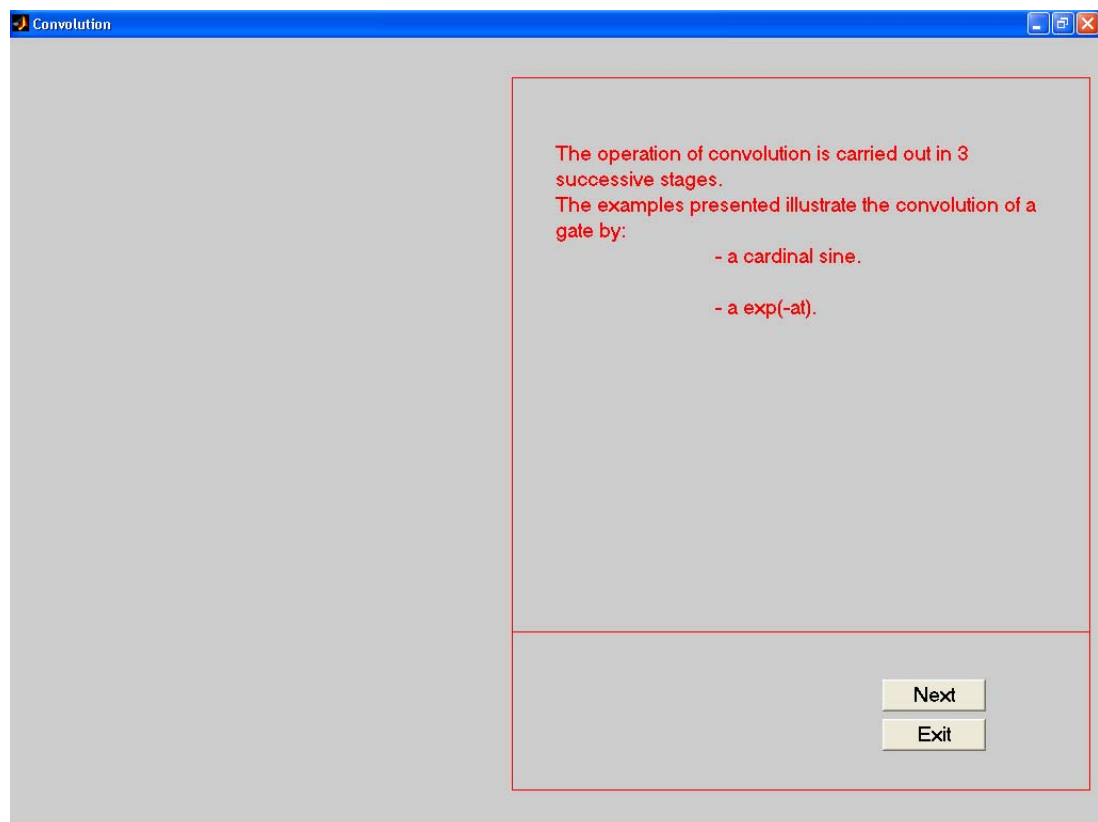 Convolution
The operation of convolution is carried out in 3
successive stages.
The examples presented illustrate the convolution of a
gate by:
- a cardinal sine.
- a exp(-at).
Next
Exit